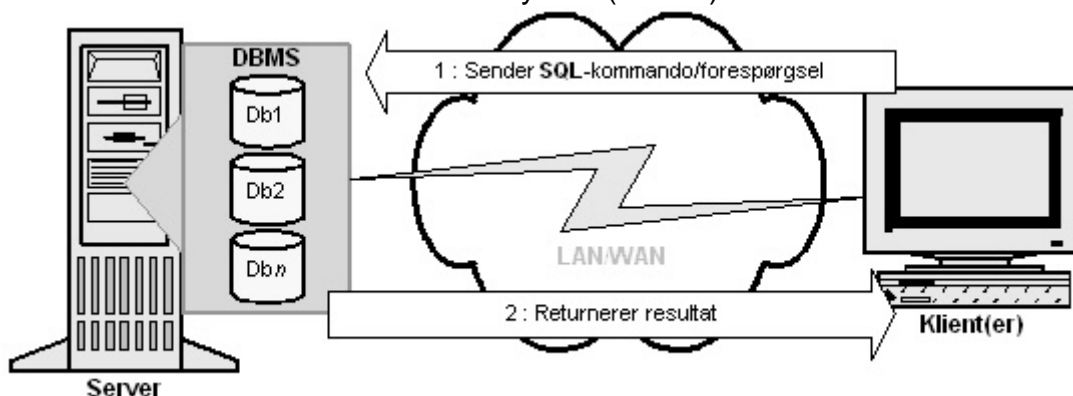 DBMS
1 : Sender SQL-kommando/forespørgsel
Db1
Db2
Dbn
LAN/WAN
2 : Returnerer resultat
Klient(er)
Server